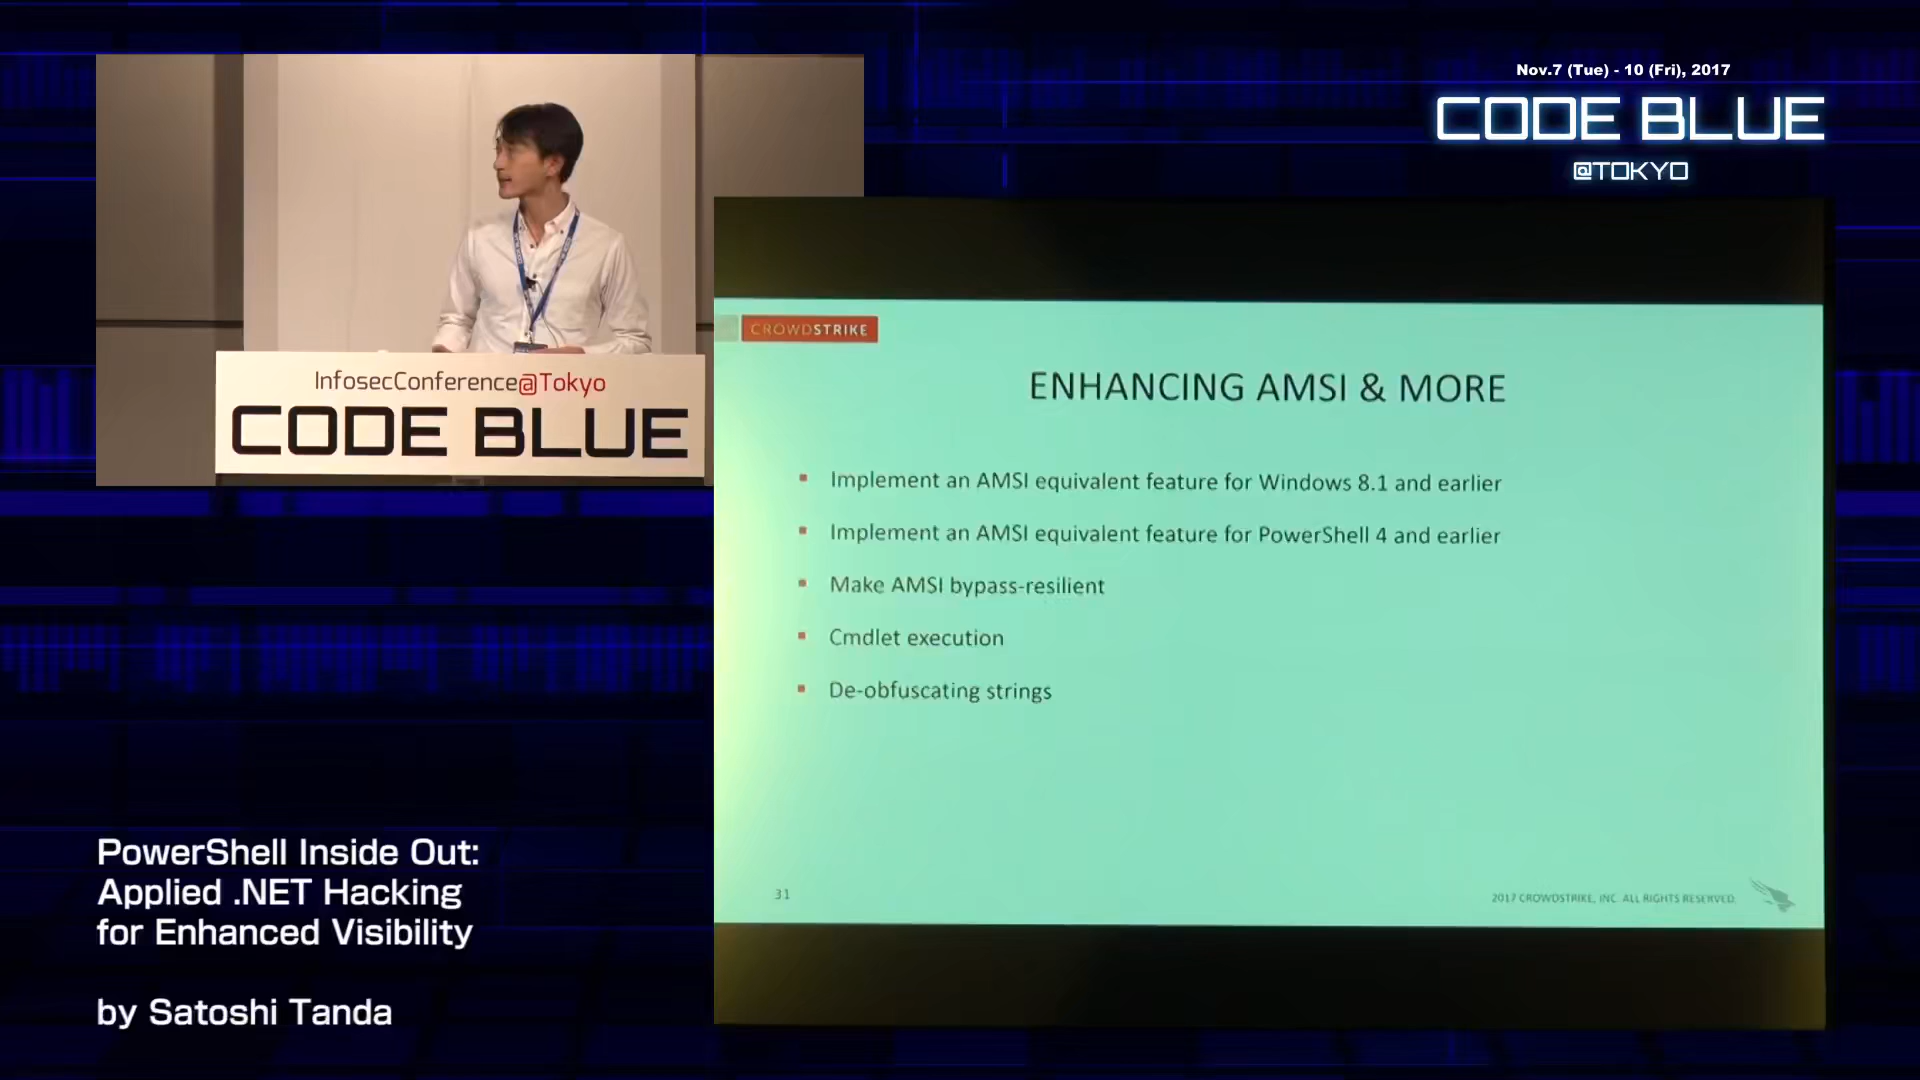 Nov.7 (Tue) - 10 (Fri), 2017
CODE BLUE
@TOKYO
InfosecConference@Tokyo
CODE BLUE
CROWDSTRIKE
ENHANCING AMSI & MORE
▪ Implement an AMSI equivalent feature for Windows 8.1 and earlier
▪ Implement an AMSI equivalent feature for PowerShell 4 and earlier
▪ Make AMSI bypass-resilient
▪ Cmdlet execution
▪ De-obfuscating strings
31
2017 CROWDSTRIKE, INC. ALL RIGHTS RESERVED.
PowerShell Inside Out:
Applied .NET Hacking
for Enhanced Visibility
by Satoshi Tanda